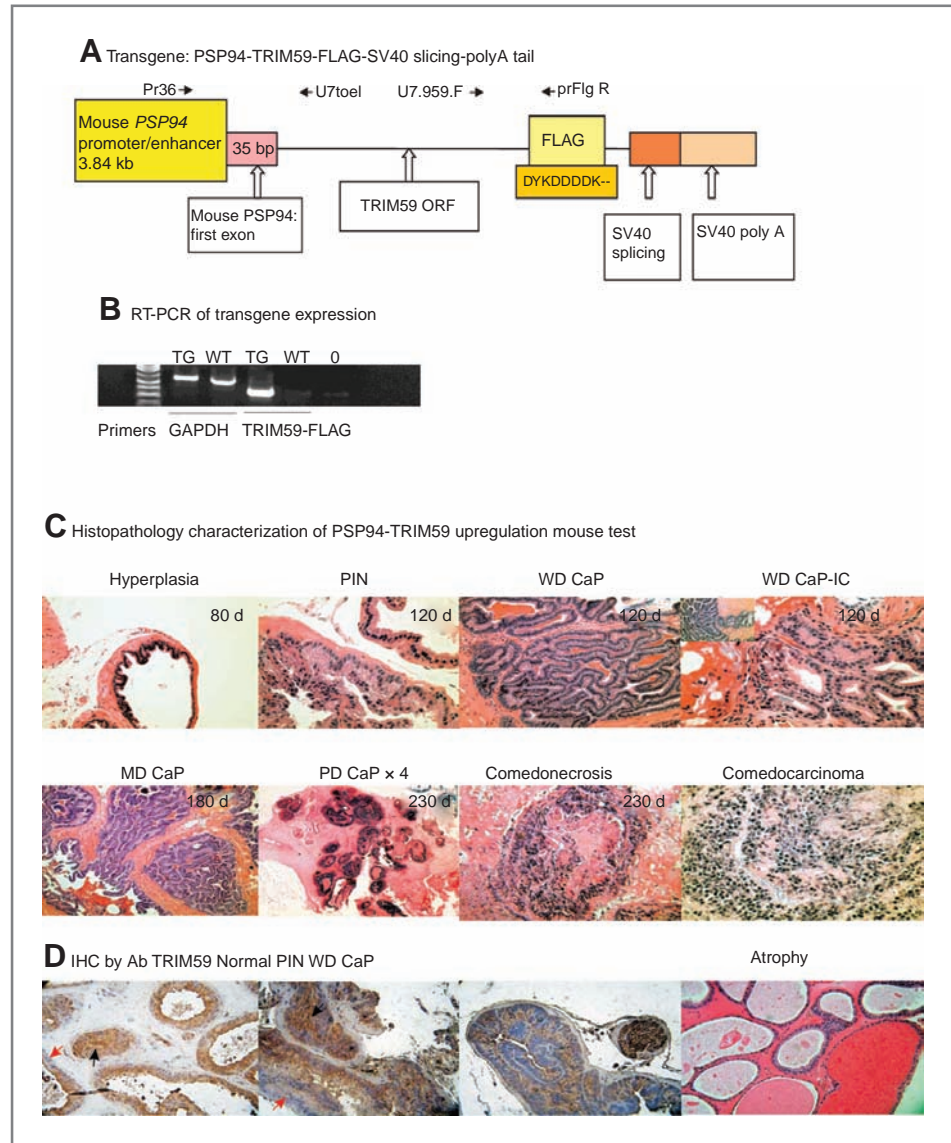 A Transgene: PSP94-TRIM59-FLAG-SV40 slicing-polyA tail
Pr36
U7toel
U7.959.F
prFlg R
Mouse PSP94
promoter/enhancer
3.84 kb
35 bp
FLAG
DYKDDDDK--
Mouse PSP94:
first exon
TRIM59 ORF
SV40
splicing
SV40 poly A
B RT-PCR of transgene expression
TG WT TG WT 0
Primers GAPDH TRIM59-FLAG
C Histopathology characterization of PSP94-TRIM59 upregulation mouse test
Hyperplasia PIN WD CaP WD CaP-IC
80 d 120 d 120 d 120 d
MD CaP PD CaP × 4 Comedonecrosis Comedocarcinoma
180 d 230 d 230 d
D IHC by Ab TRIM59 Normal PIN WD CaP Atrophy